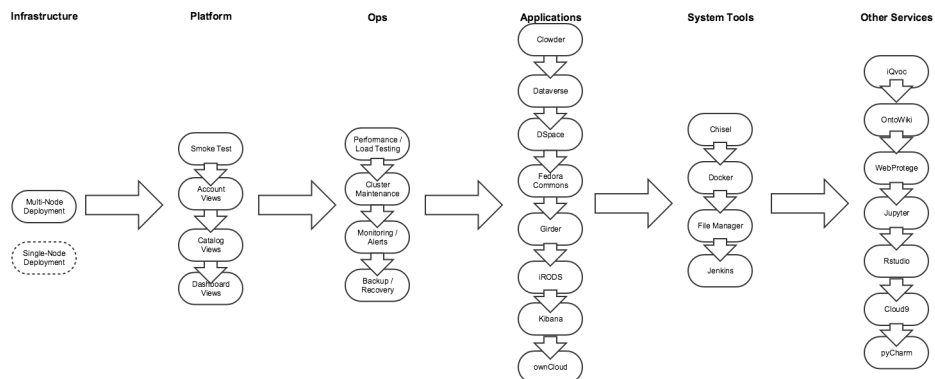 Infrastructure
Platform
Ops
Applications
System Tools
Other Services
Multi-Node
Deployment
Single-Node
Deployment
Smoke Test
Account
Views
Catalog
Views
Dashboard
Views
Performance /
Load Testing
Cluster
Maintenance
Monitoring /
Alerts
Backup /
Recovery
Clowder
Dataverse
DSpace
Fedora
Commons
Girder
iRODS
Kibana
ownCloud
Chisel
Docker
File Manager
Jenkins
iQvoc
OntoWiki
WebProtege
Jupyter
Rstudio
Cloud9
pyCharm